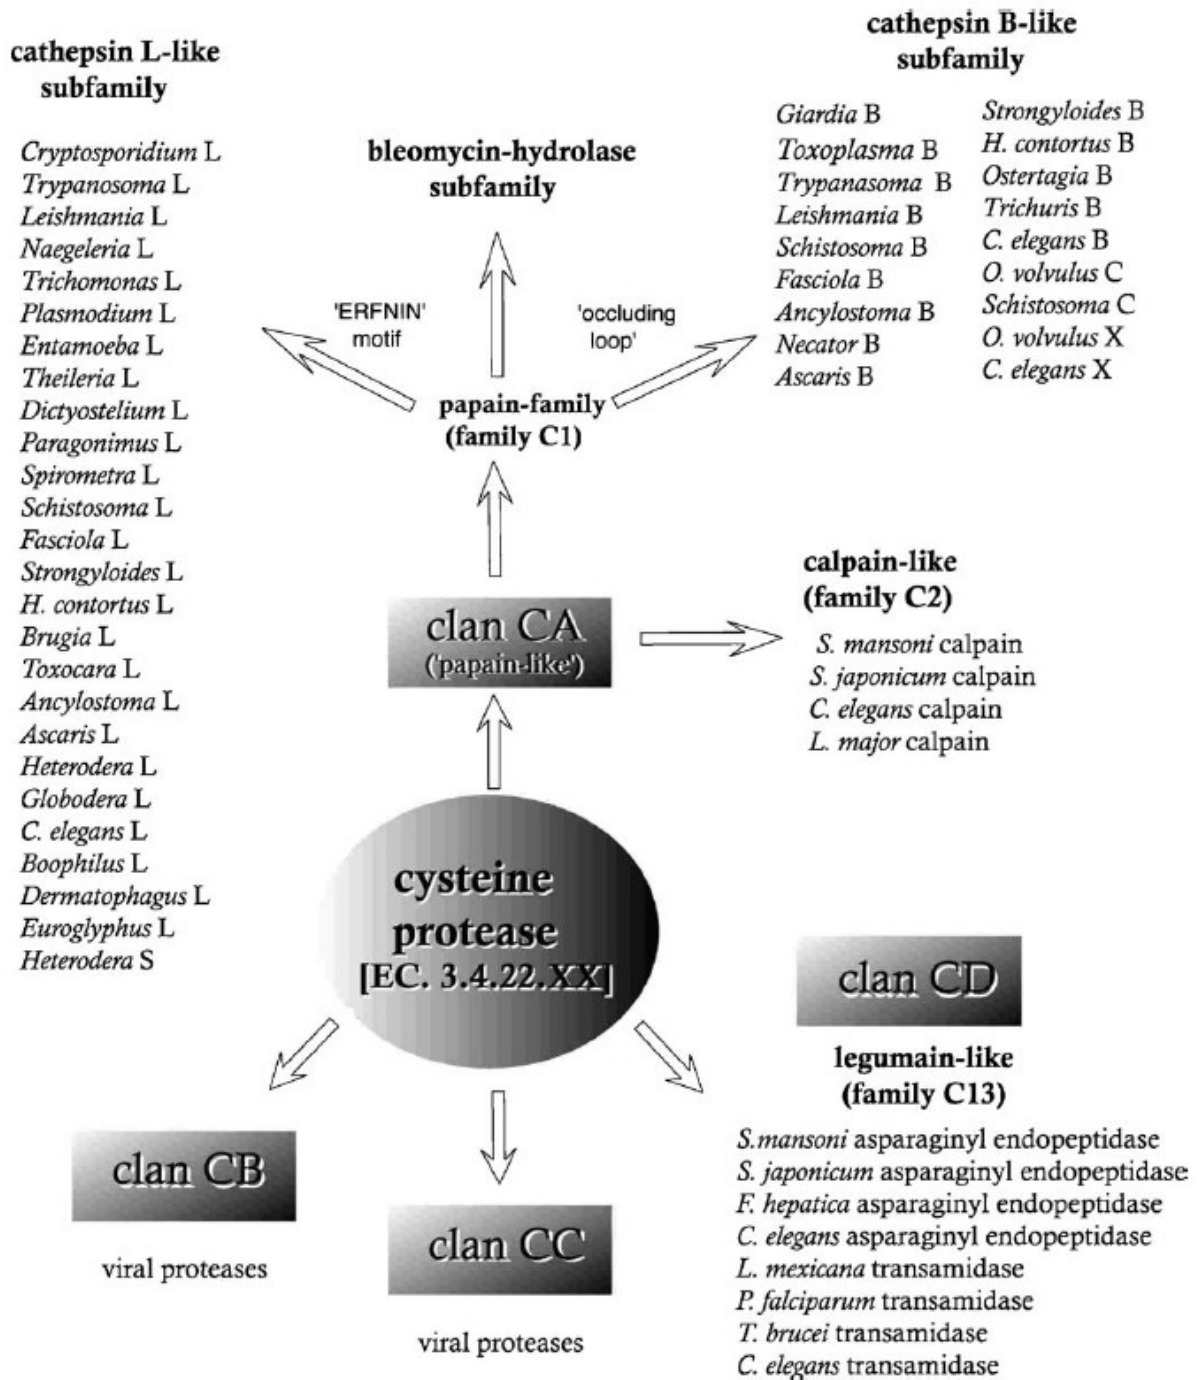 cathepsin L-like
subfamily
Cryptosporidium L
Trypanosoma L
Leishmania L
Naegeleria L
Trichomonas L
Plasmodium L
Entamoeba L
Theileria L
Dictyostelium L
Paragonimus L
Spirometra L
Schistosoma L
Fasciola L
Strongyloides L
H. contortus L
Brugia L
Toxocara L
Ancylostoma L
Ascaris L
Heterodera L
Globodera L
C. elegans L
Boophilus L
Dermatophagus L
Euroglyphus L
Heterodera S
bleomycin-hydrolase
subfamily
cathepsin B-like
subfamily
Giardia B
Toxoplasma B
Trypanasoma B
Leishmania B
Schistosoma B
Fasciola B
Ancylostoma B
Necator B
Ascaris B
Strongyloides B
H. contortus B
Ostertagia B
Trichuris B
C. elegans B
O. volvulus C
Schistosoma C
O. volvulus X
C. elegans X
'ERFNIN'
motif
'occluding
loop'
papain-family
(family C1)
clan CA
('papain-like')
calpain-like
(family C2)
S. mansoni calpain
S. japonicum calpain
C. elegans calpain
L. major calpain
cysteine
protease
[EC. 3.4.22.XX]
clan CB
viral proteases
clan CC
viral proteases
clan CD
legumain-like
(family C13)
S.mansoni asparaginyl endopeptidase
S. japonicum asparaginyl endopeptidase
F. hepatica asparaginyl endopeptidase
C. elegans asparaginyl endopeptidase
L. mexicana transamidase
P. falciparum transamidase
T. brucei transamidase
C. elegans transamidase